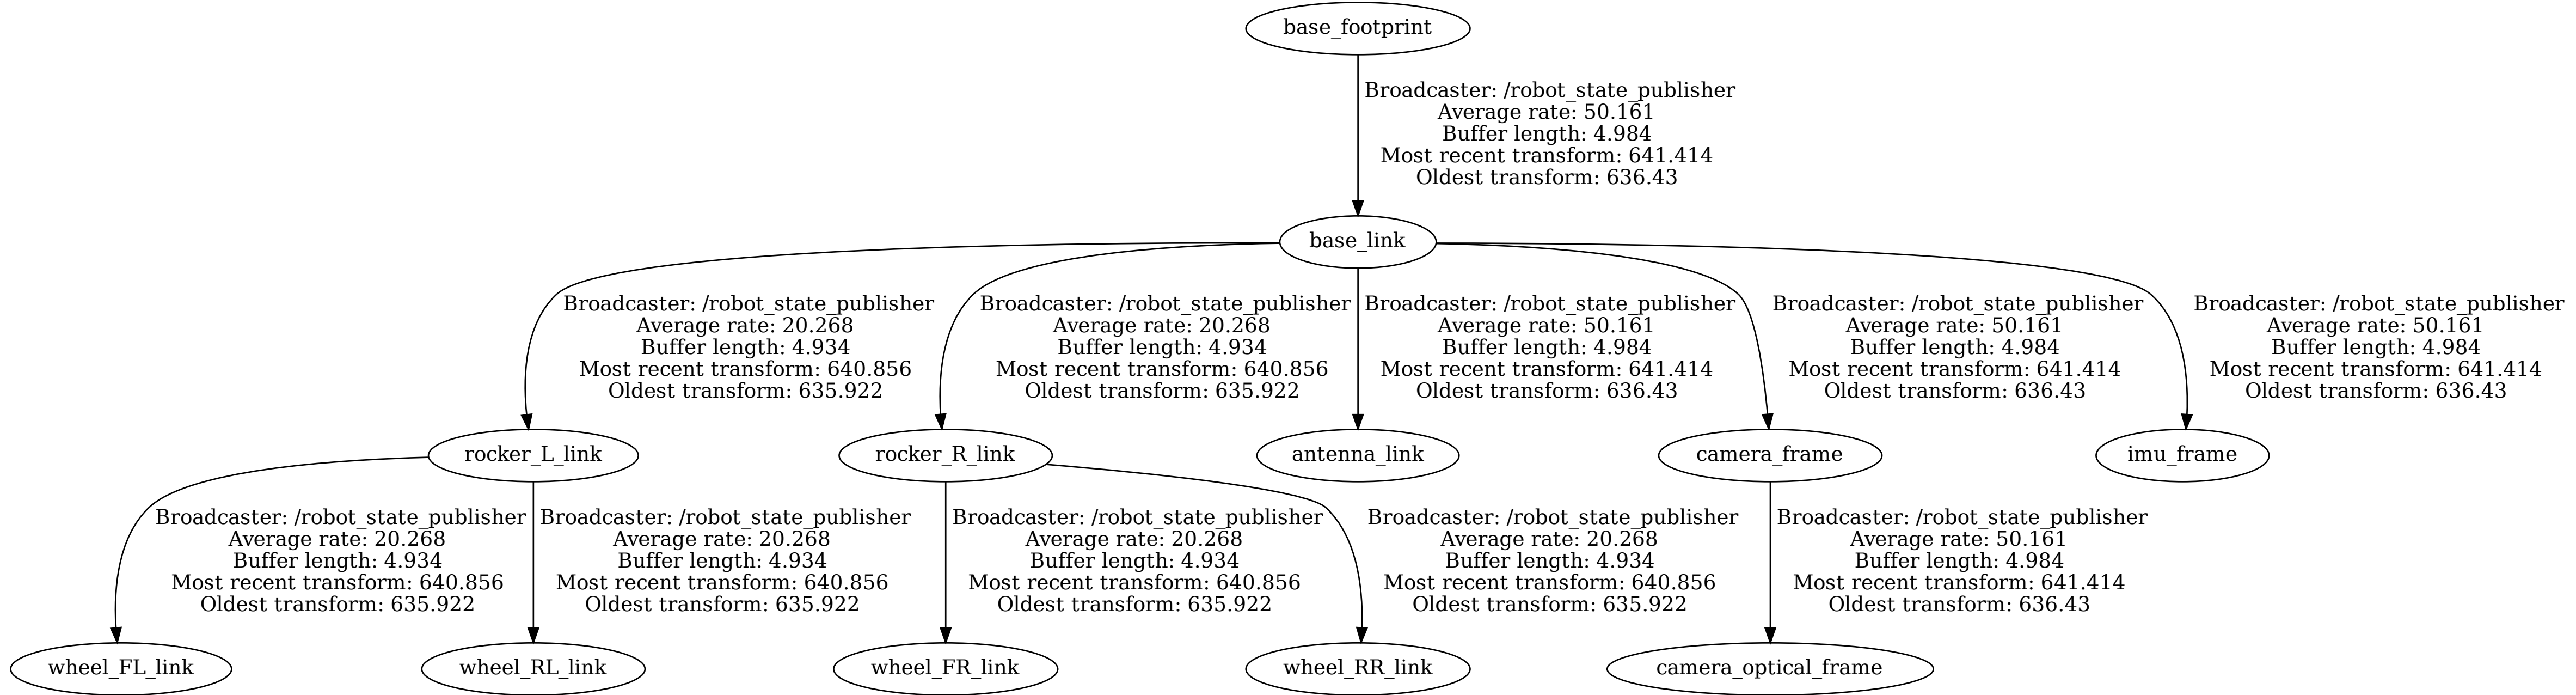 base_footprint
Broadcaster: /robot_state_publisher
Average rate: 50.161
Buffer length: 4.984
Most recent transform: 641.414
Oldest transform: 636.43
base_link
Broadcaster: /robot_state_publisher
Average rate: 20.268
Buffer length: 4.934
Most recent transform: 640.856
Oldest transform: 635.922
Broadcaster: /robot_state_publisher
Average rate: 20.268
Buffer length: 4.934
Most recent transform: 640.856
Oldest transform: 635.922
Broadcaster: /robot_state_publisher
Average rate: 50.161
Buffer length: 4.984
Most recent transform: 641.414
Oldest transform: 636.43
Broadcaster: /robot_state_publisher
Average rate: 50.161
Buffer length: 4.984
Most recent transform: 641.414
Oldest transform: 636.43
Broadcaster: /robot_state_publisher
Average rate: 50.161
Buffer length: 4.984
Most recent transform: 641.414
Oldest transform: 636.43
rocker_L_link
rocker_R_link
antenna_link
camera_frame
imu_frame
Broadcaster: /robot_state_publisher
Average rate: 20.268
Buffer length: 4.934
Most recent transform: 640.856
Oldest transform: 635.922
Broadcaster: /robot_state_publisher
Average rate: 20.268
Buffer length: 4.934
Most recent transform: 640.856
Oldest transform: 635.922
Broadcaster: /robot_state_publisher
Average rate: 20.268
Buffer length: 4.934
Most recent transform: 640.856
Oldest transform: 635.922
Broadcaster: /robot_state_publisher
Average rate: 20.268
Buffer length: 4.934
Most recent transform: 640.856
Oldest transform: 635.922
Broadcaster: /robot_state_publisher
Average rate: 50.161
Buffer length: 4.984
Most recent transform: 641.414
Oldest transform: 636.43
wheel_FL_link
wheel_RL_link
wheel_FR_link
wheel_RR_link
camera_optical_frame